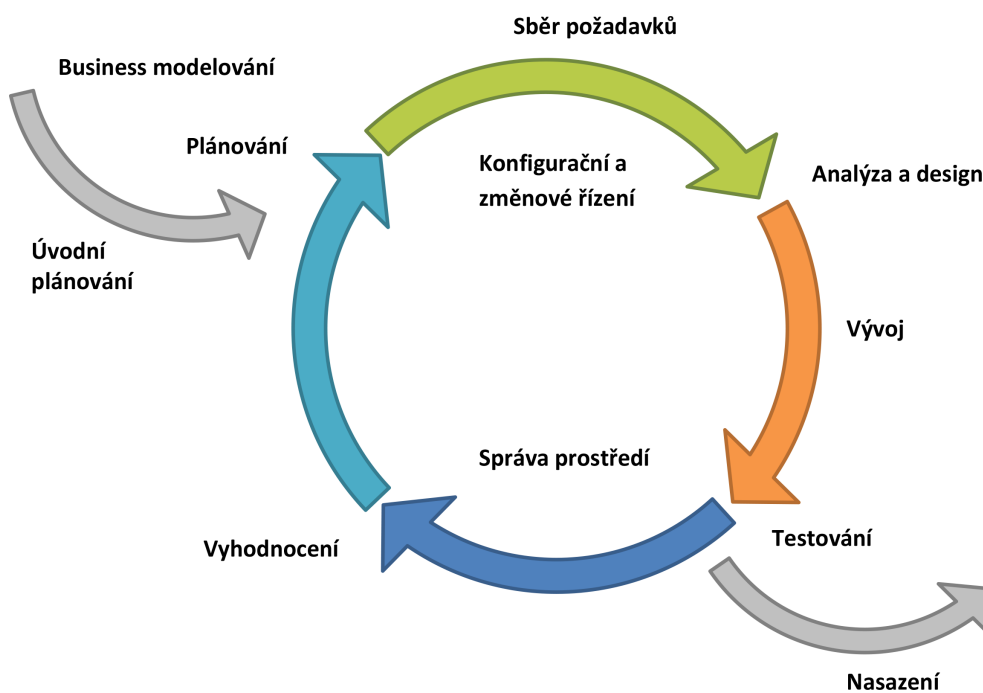 Sběr požadavků
Business modelování
Plánování
Konfigurační a
změnové řízení
Analýza a design
Úvodní
plánování
Vývoj
Správa prostředí
Testování
Vyhodnocení
Nasazení